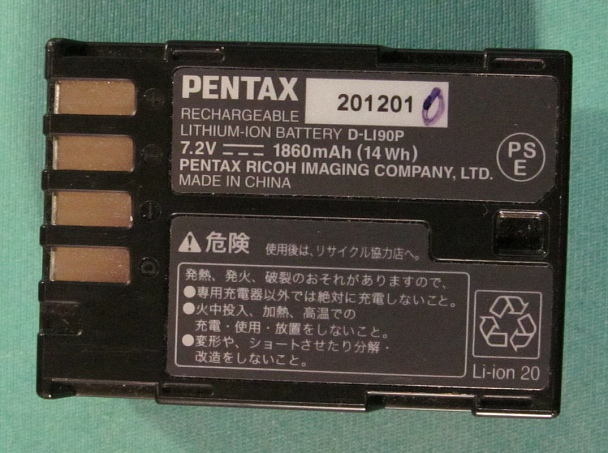 PENTAX
201201 0
RECHARGEABLE
LITHIUM-ION BATTERY D-LI90P
7.2V 1860mAh (14 Wh)
PENTAX RICOH IMAGING COMPANY, LTD.
MADE IN CHINA
PS
E
危険 使用後は、リサイクル協力店へ。
発熱、発火、破裂のおそれがありますので、
●専用充電器以外では絶対に充電しないこと。
●火中投入、加熱、高温での
充電・使用・放置をしないこと。
●変形や、ショートさせたり分解・
改造をしないこと。
Li-ion 20